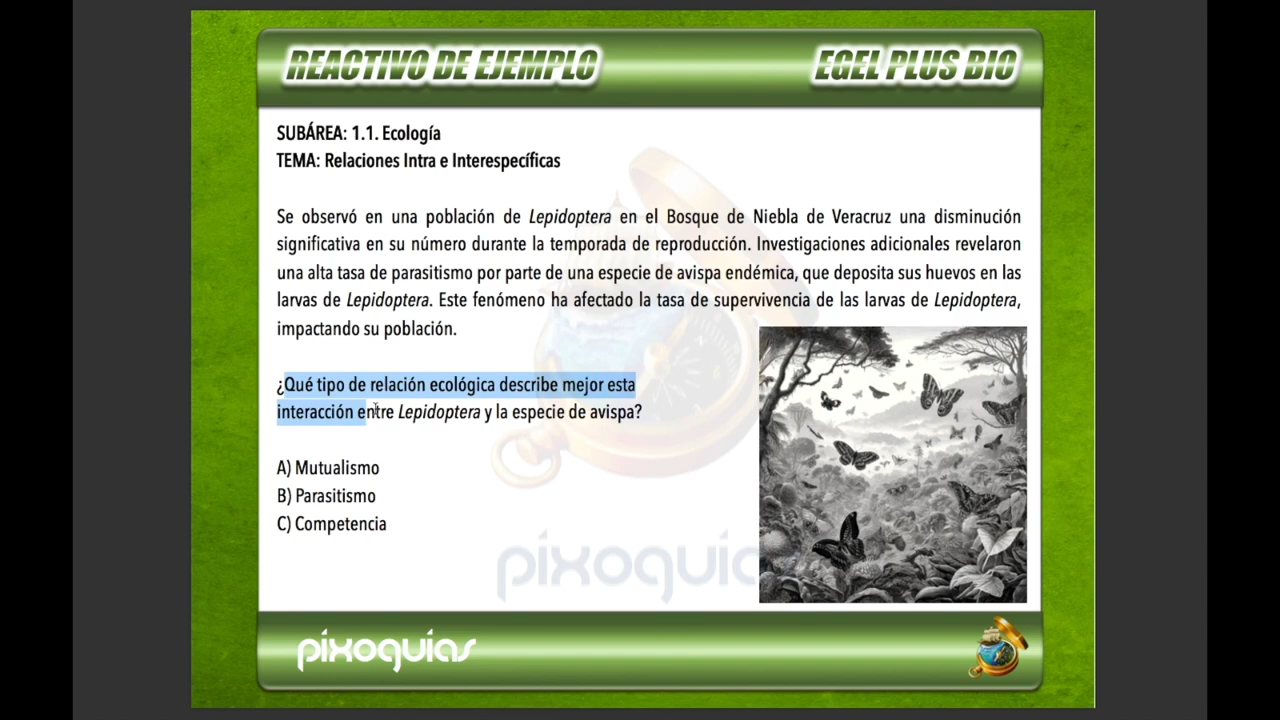 REACTIVO DE EJEMPLO
EGEL PLUS BIO
SUBÁREA: 1.1. Ecología
TEMA: Relaciones Intra e Interespecíficas
Se observó en una población de Lepidoptera en el Bosque de Niebla de Veracruz una disminución
significativa en su número durante la temporada de reproducción. Investigaciones adicionales revelaron
una alta tasa de parasitismo por parte de una especie de avispa endémica, que deposita sus huevos en las
larvas de Lepidoptera. Este fenómeno ha afectado la tasa de supervivencia de las larvas de Lepidoptera,
impactando su población.
¿Qué tipo de relación ecológica describe mejor esta
interacción entre Lepidoptera y la especie de avispa?
A) Mutualismo
B) Parasitismo
C) Competencia
pixoguias
pixoguias